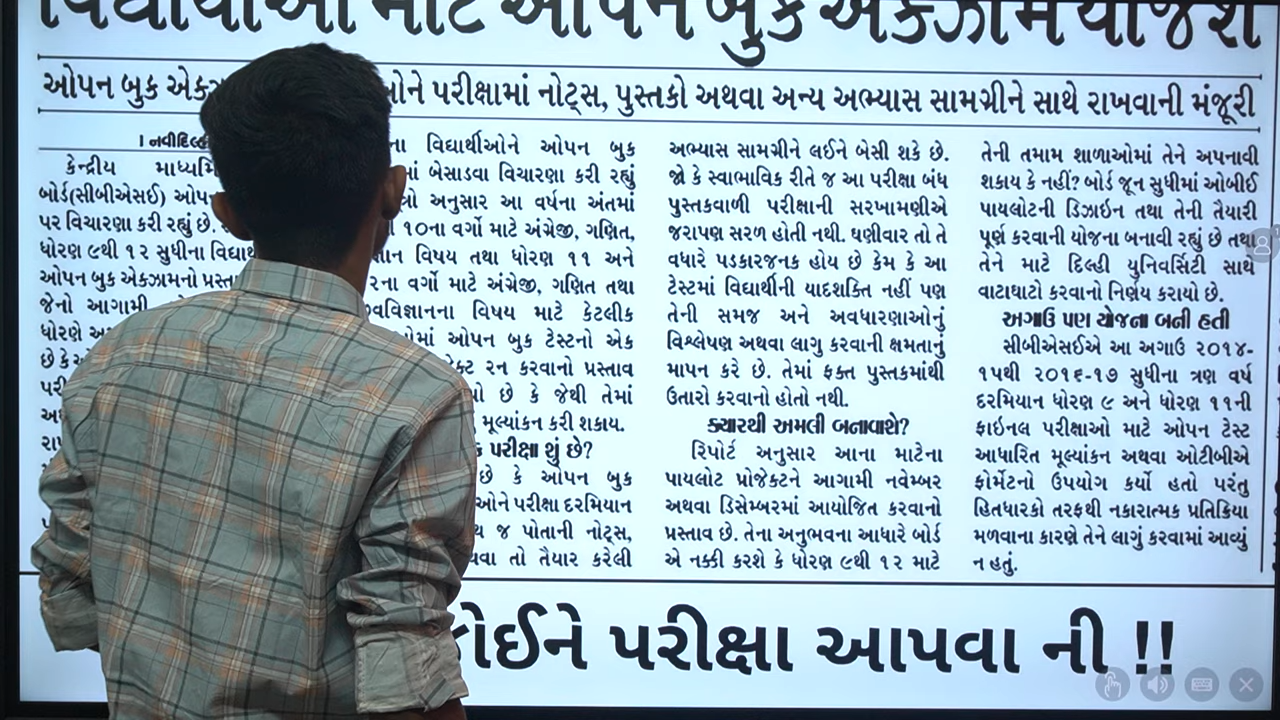 વિદ્યાર્થીઓ માટે ઓપન બુક એક્ઝામ યોજશે
ઓપન બુક
ઓને પરીક્ષામાં નોટ્સ, પુસ્તકો અથવા અન્ય અભ્યાસ સામગ્રીને સાથે રાખવાની મંજૂરી
। નવીદિલ્હી
કેન્દ્રીય
બોર્ડ(સીબીએસઈ)
પર વિચારણા કરી રહ્યું છે.
ધોરણ ૯થી ૧૨ સુધીના
ઓપન બુક એક્ઝામનો
જેનો આગામી
ધોરણે
છે કે
ના વિદ્યાર્થીઓને ઓપન બુક
માં બેસાડવા વિચારણા કરી રહ્યું
અનુસાર આ વર્ષના અંતમાં
૧૦ના વર્ગો માટે અંગ્રેજી, ગણિત,
વિષય તથા ધોરણ ૧૧ અને
ના વર્ગો માટે અંગ્રેજી, ગણિત તથા
વવિજ્ઞાનના વિષય માટે કેટલીક
ઓપન બુક ટેસ્ટનો એક
રન કરવાનો પ્રસ્તાવ
છે કે જેથી તેમાં
મૂલ્યાંકન કરી શકાય.
ક પરીક્ષા શું છે?
છે કે ઓપન બુક
ઓને પરીક્ષા દરમિયાન
જ પોતાની નોટ્સ,
વા તો તૈયાર કરેલી
અભ્યાસ સામગ્રીને લઈને બેસી શકે છે.
જો કે સ્વાભાવિક રીતે જ આ પરીક્ષા બંધ
પુસ્તકવાળી પરીક્ષાની સરખામણીએ
જરાપણ સરળ હોતી નથી. ઘણીવાર તો તે
વધારે પડકારજનક હોય છે કેમ કે આ
ટેસ્ટમાં વિદ્યાર્થીની યાદશક્તિ નહીં પણ
તેની સમજ અને અવધારણાઓનું
વિશ્લેષણ અથવા લાગુ કરવાની ક્ષમતાનું
માપન કરે છે. તેમાં ફક્ત પુસ્તકમાંથી
ઉતારો કરવાનો હોતો નથી.
ક્યારથી અમલી બનાવાશે?
રિપોર્ટ અનુસાર આના માટેના
પાયલોટ પ્રોજેક્ટને આગામી નવેમ્બર
અથવા ડિસેમ્બરમાં આયોજિત કરવાનો
પ્રસ્તાવ છે. તેના અનુભવના આધારે બોર્ડ
એ નક્કી કરશે કે ધોરણ ૯થી ૧૨ માટે
તેની તમામ શાળાઓમાં તેને અપનાવી
શકાય કે નહીં? બોર્ડ જૂન સુધીમાં ઓબીઈ
પાયલોટની ડિઝાઇન તથા તેની તૈયારી
પૂર્ણ કરવાની યોજના બનાવી રહ્યું છે તથા
તેને માટે દિલ્હી યુનિવર્સિટી સાથે
વાટાઘાટો કરવાનો નિર્ણય કરાયો છે.
અગાઉ પણ યોજના બની હતી
સીબીએસઈએ આ અગાઉ ૨૦૧૪-
૧૫થી ૨૦૧૬-૧૭ સુધીના ત્રણ વર્ષ
દરમિયાન ધોરણ ૯ અને ધોરણ ૧૧ની
ફાઇનલ પરીક્ષાઓ માટે ઓપન ટેસ્ટ
આધારિત મૂલ્યાંકન અથવા ઓટીબીએ
ફોર્મેટનો ઉપયોગ કર્યો હતો પરંતુ
હિતધારકો તરફથી નકારાત્મક પ્રતિક્રિયા
મળવાના કારણે તેને લાગું કરવામાં આવ્યું
ન હતું.
કોઈને પરીક્ષા આપવા ની !!